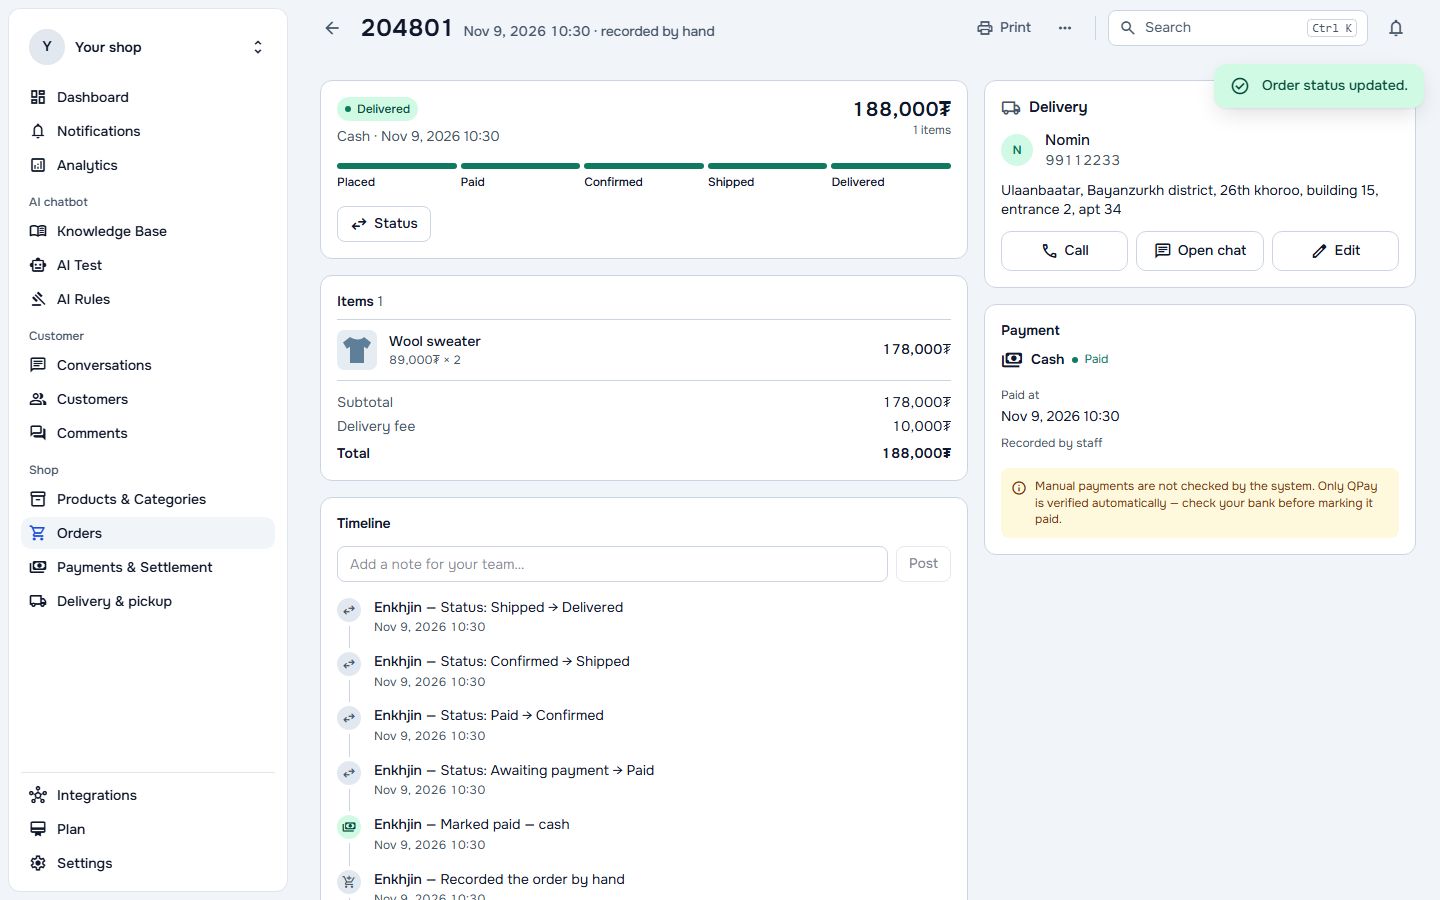 Y
Your shop
Dashboard
Notifications
Analytics
AI chatbot
Knowledge Base
AI Test
AI Rules
Customer
Conversations
Customers
Comments
Shop
Products & Categories
Orders
Payments & Settlement
Delivery & pickup
Integrations
Plan
Settings
204801 Nov 9, 2026 10:30 · recorded by hand
Print
Search
Ctrl K
Order status updated.
Delivered
188,000₮
Cash · Nov 9, 2026 10:30
1 items
Placed
Paid
Confirmed
Shipped
Delivered
Status
Items 1
Wool sweater
89,000₮ × 2
178,000₮
Subtotal 178,000₮
Delivery fee 10,000₮
Total 188,000₮
Timeline
Add a note for your team...
Post
Enkhjin — Status: Shipped → Delivered
Nov 9, 2026 10:30
Enkhjin — Status: Confirmed → Shipped
Nov 9, 2026 10:30
Enkhjin — Status: Paid → Confirmed
Nov 9, 2026 10:30
Enkhjin — Status: Awaiting payment → Paid
Nov 9, 2026 10:30
Enkhjin — Marked paid — cash
Nov 9, 2026 10:30
Enkhjin — Recorded the order by hand
Nov 9, 2026 10:30
Delivery
N
Nomin
99112233
Ulaanbaatar, Bayanzurkh district, 26th khoroo, building 15,
entrance 2, apt 34
Call
Open chat
Edit
Payment
Cash
Paid
Paid at
Nov 9, 2026 10:30
Recorded by staff
Manual payments are not checked by the system. Only QPay
is verified automatically — check your bank before marking it
paid.